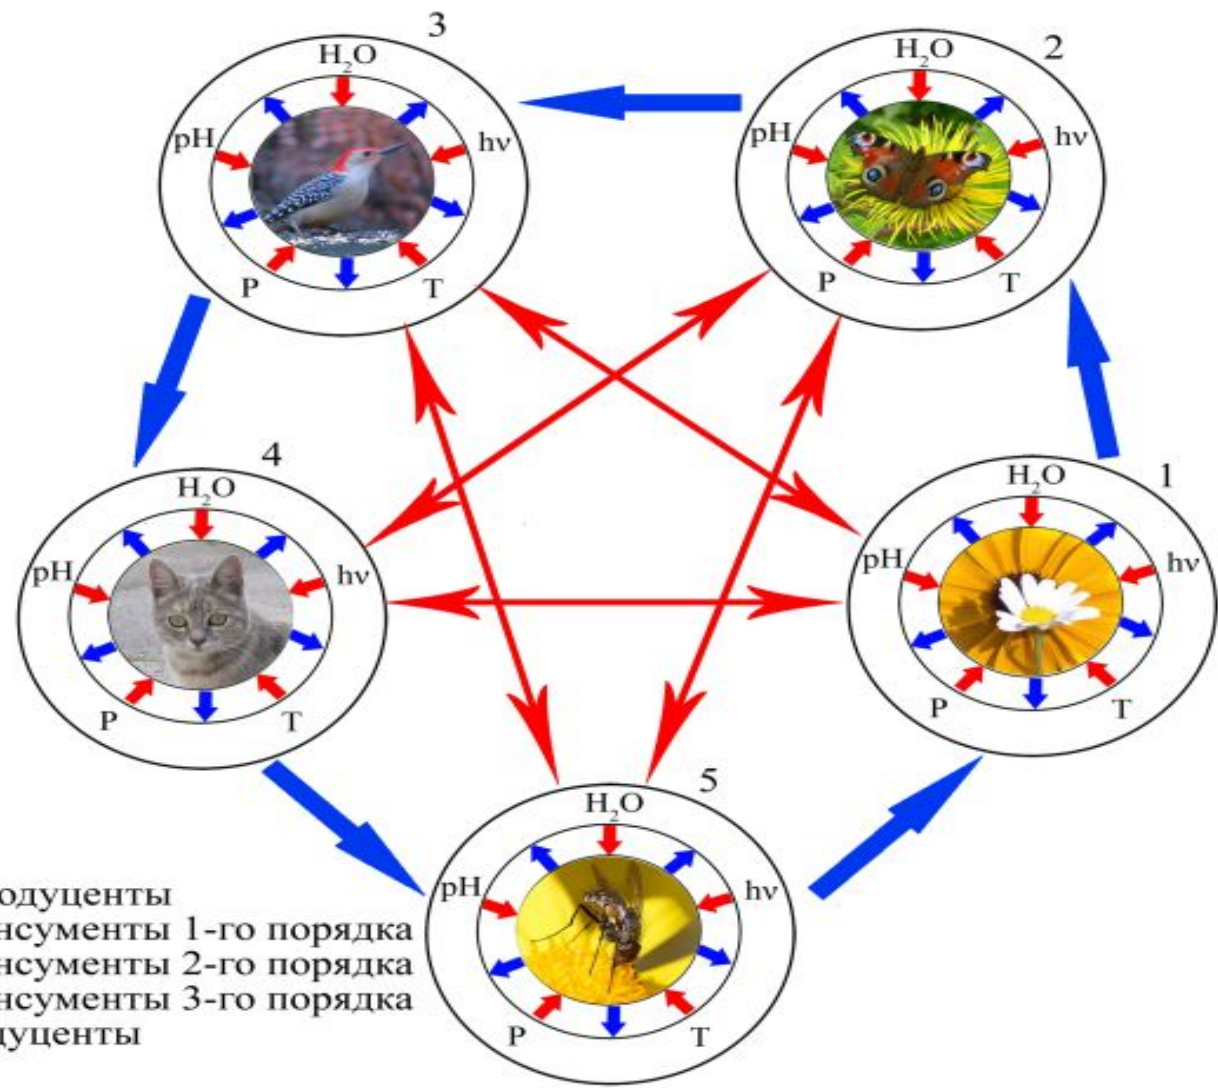 3
H₂O
pH
hν
P
T
2
H₂O
pH
hν
P
T
4
H₂O
pH
hν
P
T
1
H₂O
pH
hν
P
T
5
H₂O
pH
hν
P
T
одуценты
нсументы 1-го порядка
нсументы 2-го порядка
нсументы 3-го порядка
дуценты